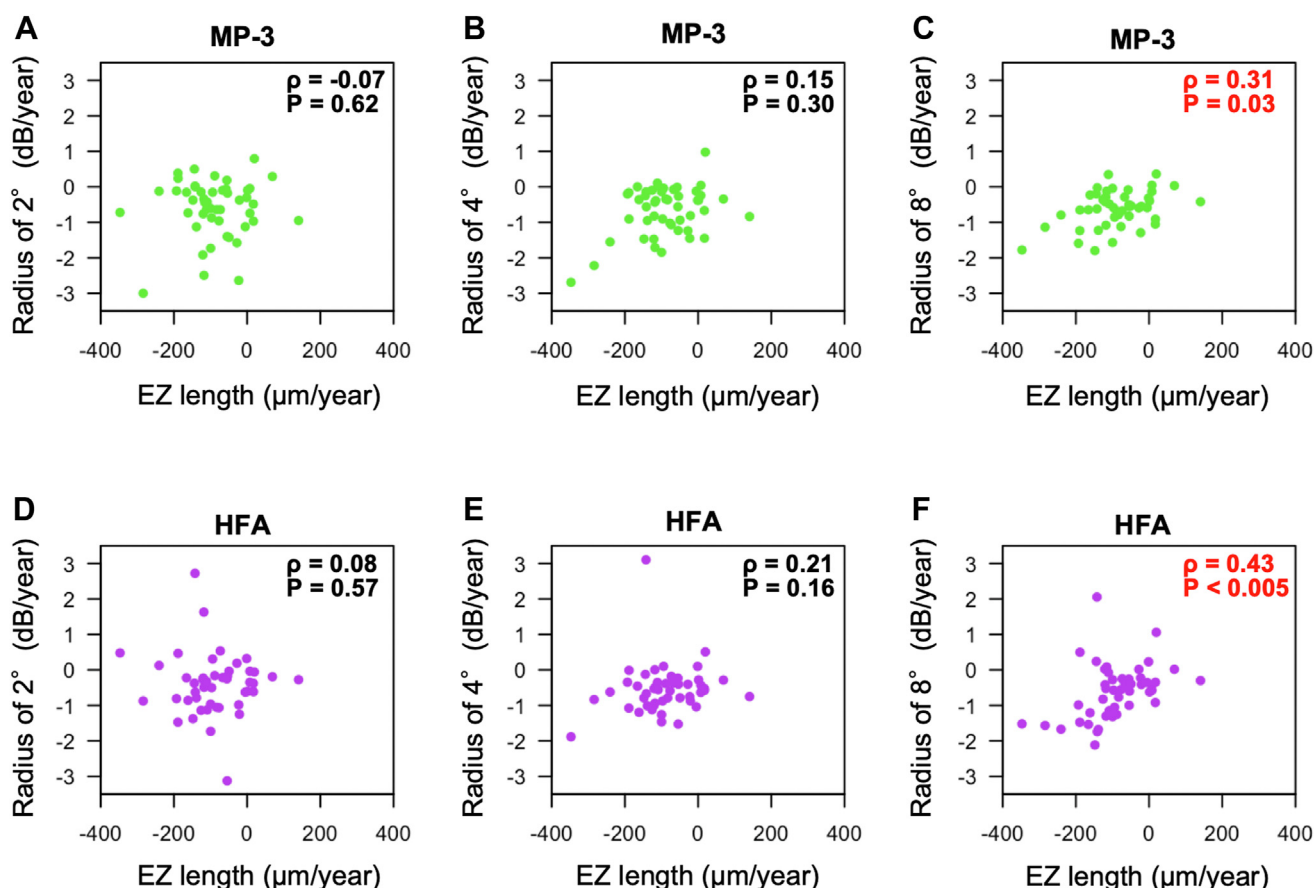 A
MP-3
ρ = -0.07
P = 0.62
Radius of 2° (dB/year)
3
2
1
0
-1
-2
-3
-400 -200 0 200 400
EZ length (µm/year)
B
MP-3
ρ = 0.15
P = 0.30
Radius of 4° (dB/year)
3
2
1
0
-1
-2
-3
-400 -200 0 200 400
EZ length (µm/year)
C
MP-3
ρ = 0.31
P = 0.03
Radius of 8° (dB/year)
3
2
1
0
-1
-2
-3
-400 -200 0 200 400
EZ length (µm/year)
D
HFA
ρ = 0.08
P = 0.57
Radius of 2° (dB/year)
3
2
1
0
-1
-2
-3
-400 -200 0 200 400
EZ length (µm/year)
E
HFA
ρ = 0.21
P = 0.16
Radius of 4° (dB/year)
3
2
1
0
-1
-2
-3
-400 -200 0 200 400
EZ length (µm/year)
F
HFA
ρ = 0.43
P < 0.005
Radius of 8° (dB/year)
3
2
1
0
-1
-2
-3
-400 -200 0 200 400
EZ length (µm/year)